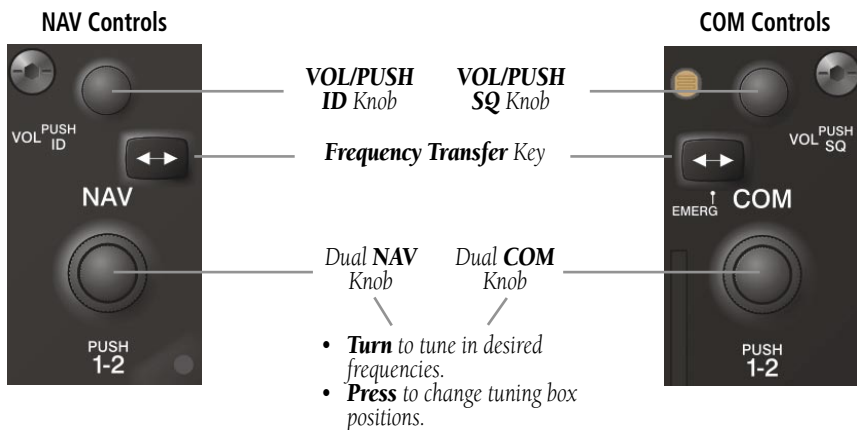 NAV Controls
COM Controls
VOL/PUSH
ID Knob
VOL/PUSH
SQ Knob
VOL PUSH
ID
VOL PUSH
SQ
Frequency Transfer Key
NAV
EMERG
COM
Dual NAV
Knob
Dual COM
Knob
PUSH
1-2
PUSH
1-2
• Turn to tune in desired
frequencies.
• Press to change tuning box
positions.